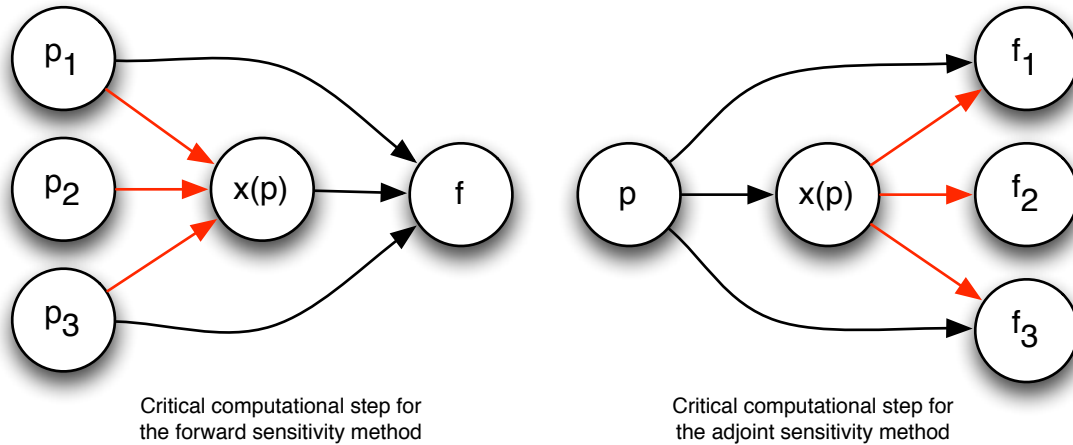 p1
p2
p3
x(p)
f
Critical computational step for
the forward sensitivity method
p
x(p)
f1
f2
f3
Critical computational step for
the adjoint sensitivity method